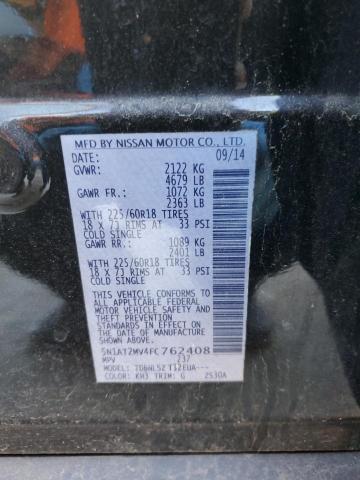 MFD BY NISSAN MOTOR CO., LTD.
DATE: 09/14
GVWR: 2122 KG
4679 LB
GAWR FR.: 1072 KG
2363 LB
WITH 225/60R18 TIRES
18 X 7J RIMS AT 33 PSI
COLD SINGLE
GAWR RR.: 1089 KG
2401 LB
WITH 225/60R18 TIRES
18 X 7J RIMS AT 33 PSI
COLD SINGLE
THIS VEHICLE CONFORMS TO
ALL APPLICABLE FEDERAL
MOTOR VEHICLE SAFETY
STANDARDS AND THEFT
PREVENTION STANDARD IN
EFFECT ON THE DATE OF
MANUFACTURE SHOWN ABOVE.
5N1AT2MV4FC762408
MPV 237
MODEL:
COLOR: KH3 TRIM: G 2530A